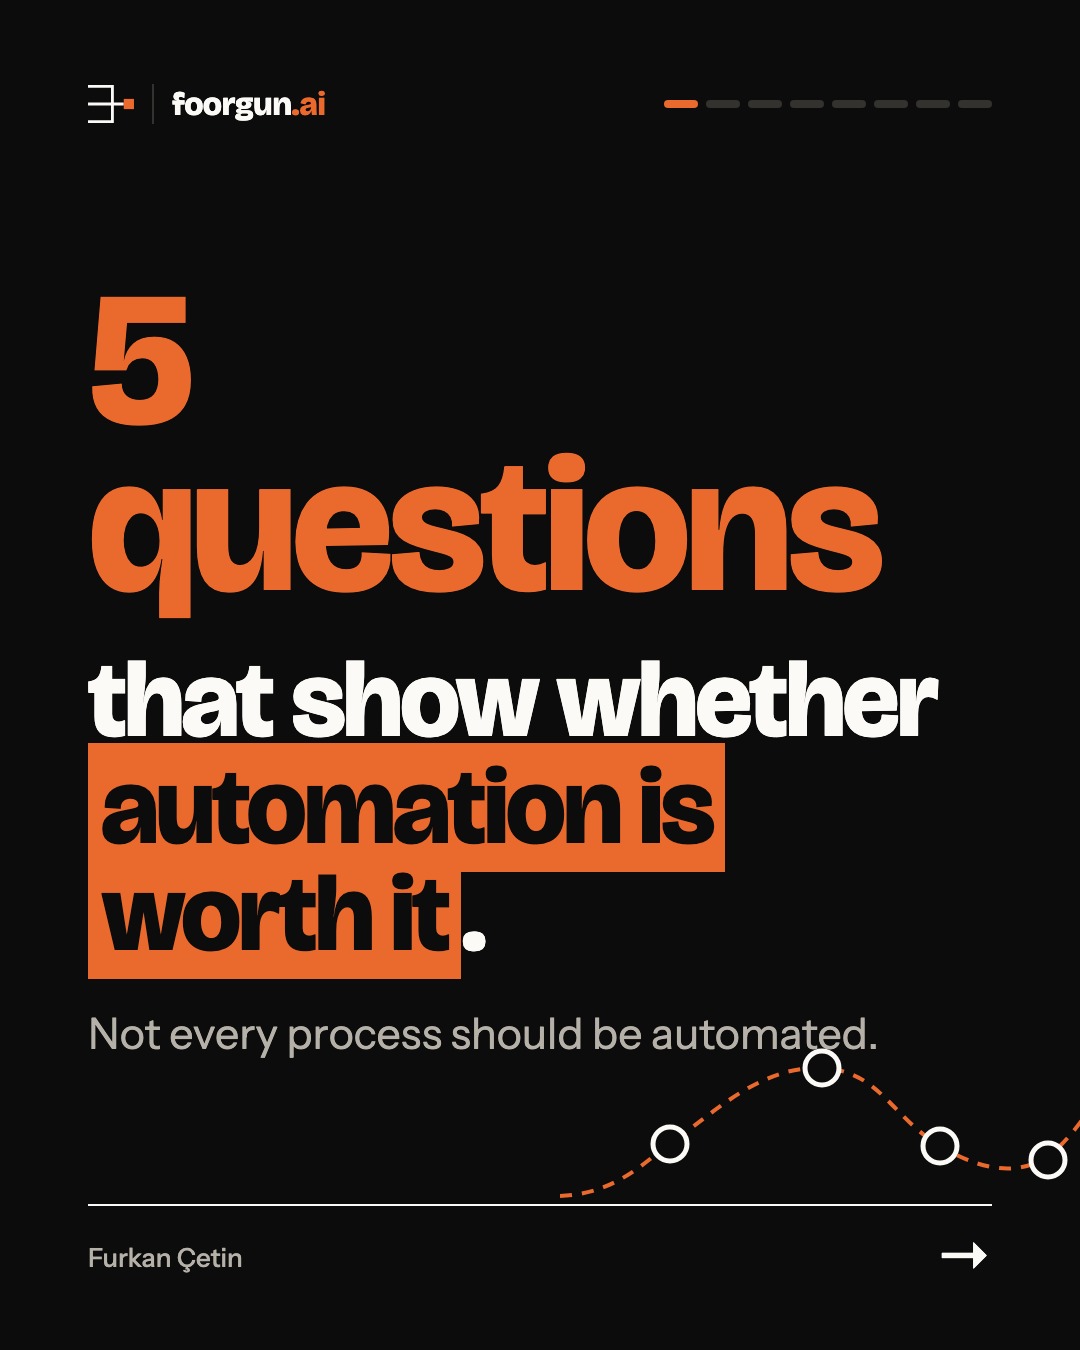 foorgun.ai
5
questions
that show whether
automation is
worth it.
Not every process should be automated.
Furkan Çetin